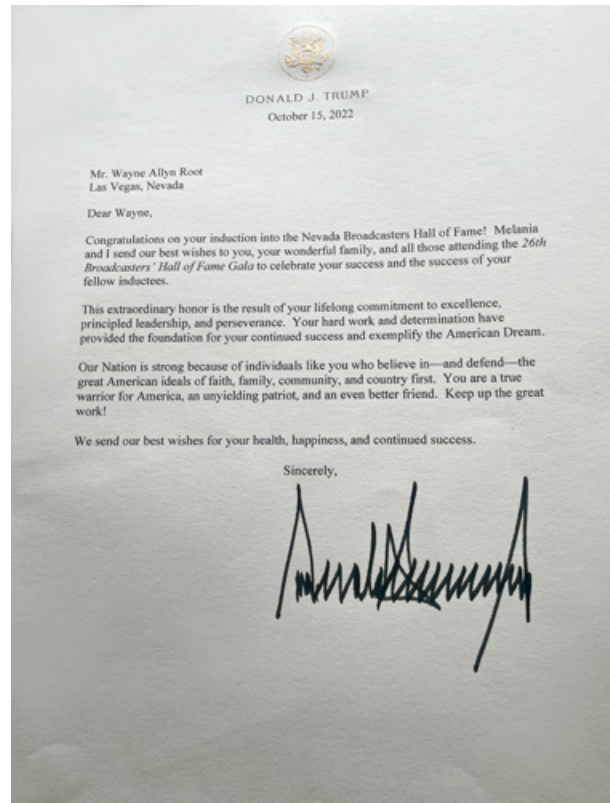 DONALD J. TRUMP
October 15, 2022
Mr. Wayne Allyn Root
Las Vegas, Nevada
Dear Wayne,
Congratulations on your induction into the Nevada Broadcasters Hall of Fame!  Melania
and I send our best wishes to you, your wonderful family, and all those attending the 26th
Broadcasters' Hall of Fame Gala to celebrate your success and the success of your
fellow inductees.
This extraordinary honor is the result of your lifelong commitment to excellence,
principled leadership, and perseverance.  Your hard work and determination have
provided the foundation for your continued success and exemplify the American Dream.
Our Nation is strong because of individuals like you who believe in—and defend—the
great American ideals of faith, family, community, and country first.  You are a true
warrior for America, an unyielding patriot, and an even better friend.  Keep up the great
work!
We send our best wishes for your health, happiness, and continued success.
Sincerely,